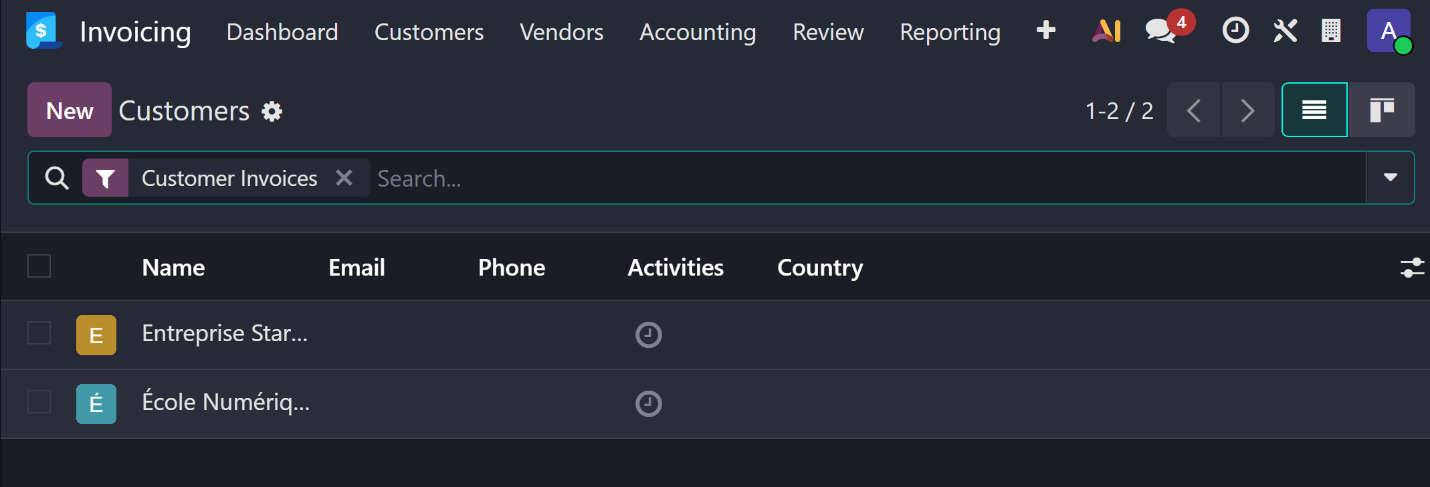 Invoicing Dashboard Customers Vendors Accounting Review Reporting AI 4 A
New Customers 1-2 / 2
Customer Invoices Search...
Name Email Phone Activities Country
E Entreprise Star...
É École Numériq...